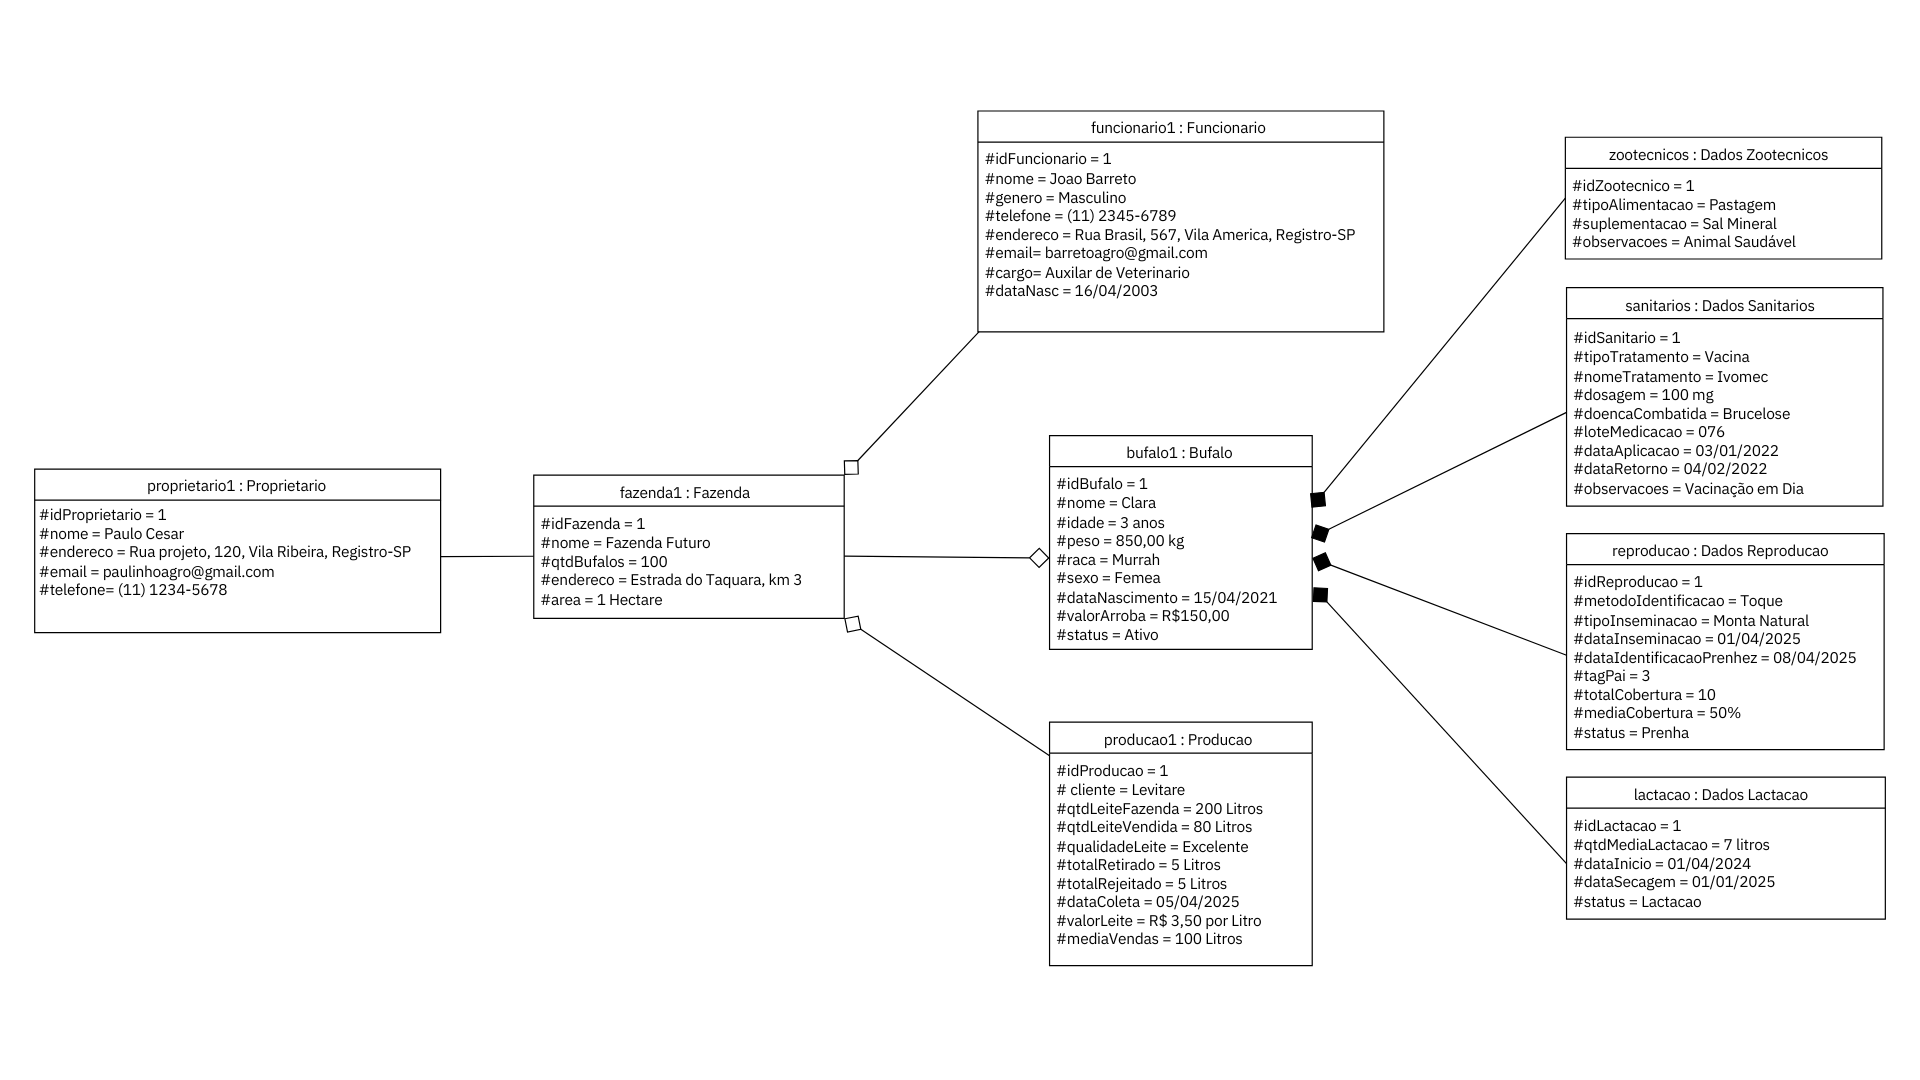 proprietario1 : Proprietario
#idProprietario = 1
#nome = Paulo Cesar
#endereco = Rua projeto, 120, Vila Ribeira, Registro-SP
#email = paulinhoagro@gmail.com
#telefone= (11) 1234-5678
fazenda1 : Fazenda
#idFazenda = 1
#nome = Fazenda Futuro
#qtdBufalos = 100
#endereco = Estrada do Taquara, km 3
#area = 1 Hectare
funcionario1 : Funcionario
#idFuncionario = 1
#nome = Joao Barreto
#genero = Masculino
#telefone = (11) 2345-6789
#endereco = Rua Brasil, 567, Vila America, Registro-SP
#email= barretoagro@gmail.com
#cargo= Auxilar de Veterinario
#dataNasc = 16/04/2003
bufalo1 : Bufalo
#idBufalo = 1
#nome = Clara
#idade = 3 anos
#peso = 850,00 kg
#raca = Murrah
#sexo = Femea
#dataNascimento = 15/04/2021
#valorArroba = R$150,00
#status = Ativo
producao1 : Producao
#idProducao = 1
# cliente = Levitare
#qtdLeiteFazenda = 200 Litros
#qtdLeiteVendida = 80 Litros
#qualidadeLeite = Excelente
#totalRetirado = 5 Litros
#totalRejeitado = 5 Litros
#dataColeta = 05/04/2025
#valorLeite = R$ 3,50 por Litro
#mediaVendas = 100 Litros
zootecnicos : Dados Zootecnicos
#idZootecnico = 1
#tipoAlimentacao = Pastagem
#suplementacao = Sal Mineral
#observacoes = Animal Saudável
sanitarios : Dados Sanitarios
#idSanitario = 1
#tipoTratamento = Vacina
#nomeTratamento = Ivomec
#dosagem = 100 mg
#doencaCombatida = Brucelose
#loteMedicacao = 076
#dataAplicacao = 03/01/2022
#dataRetorno = 04/02/2022
#observacoes = Vacinação em Dia
reproducao : Dados Reproducao
#idReproducao = 1
#metodoIdentificacao = Toque
#tipoInseminacao = Monta Natural
#dataInseminacao = 01/04/2025
#dataIdentificacaoPrenhez = 08/04/2025
#tagPai = 3
#totalCobertura = 10
#mediaCobertura = 50%
#status = Prenha
lactacao : Dados Lactacao
#idLactacao = 1
#qtdMediaLactacao = 7 litros
#dataInicio = 01/04/2024
#dataSecagem = 01/01/2025
#status = Lactacao